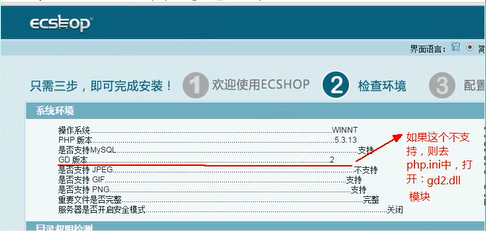 ECSHOP
界面语言：
只需三步，即可完成安装！ 1 欢迎使用ECSHOP 2 检查环境 3 配置
系统环境
操作系统 WINNT
PHP 版本 5.3.13
是否支持MySQL 支持
GD 版本 2
是否支持 JPEG 不支持
是否支持 GIF 支持
是否支持 PNG 支持
重要文件是否完整 完整
服务器是否开启安全模式 关闭
如果这个不支
持，则去
php.ini中，打
开：gd2.dll
模块